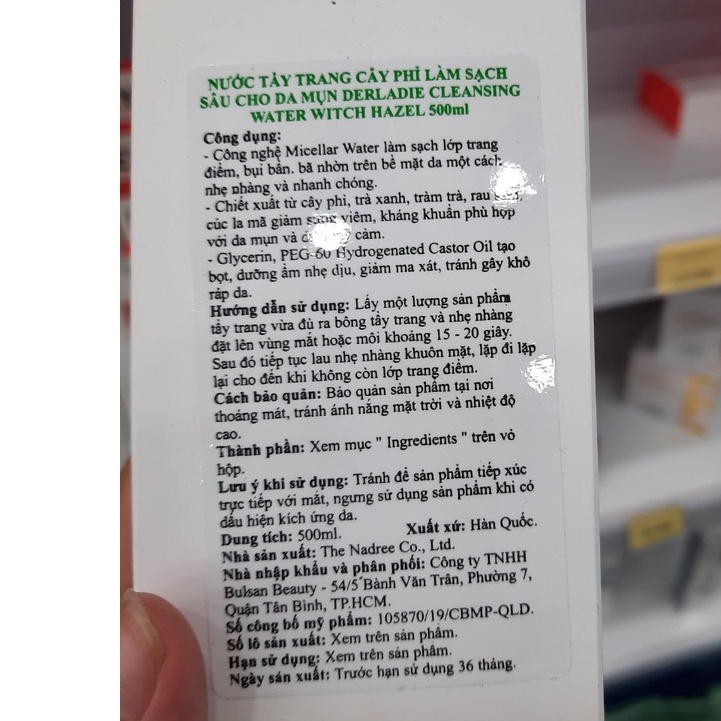 NƯỚC TẨY TRANG CÂY PHỈ LÀM SẠCH
SÂU CHO DA MỤN DERLADIE CLEANSING
WATER WITCH HAZEL 500ml
Công dụng:
- Công nghệ Micellar Water làm sạch lớp trang
điểm, bụi bẩn. bã nhờn trên bề mặt da một cách
nhẹ nhàng và nhanh chóng.
- Chiết xuất từ cây phỉ, trà xanh, tràm trà, rau
cúc la mã giảm sưng viêm, kháng khuẩn phù hợp
với da mụn và cảm.
- Glycerin, PEG-60 Hydrogenated Castor Oil tạo
bọt, dưỡng ẩm nhẹ dịu, giảm ma xát, tránh gây khô
ráp da.
Hướng dẫn sử dụng: Lấy một lượng sản phẩm
tẩy trang vừa đủ ra bông tẩy trang và nhẹ nhàng
đặt lên vùng mắt hoặc môi khoảng 15 - 20 giây.
Sau đó tiếp tục lau nhẹ nhàng khuôn mặt, lặp đi lặp
lại cho đến khi không còn lớp trang điểm.
Cách bảo quản: Bảo quản sản phẩm tại nơi
thoáng mát, tránh ánh nắng mặt trời và nhiệt độ
cao.
Thành phần: Xem mục " Ingredients " trên vỏ
hộp.
Lưu ý khi sử dụng: Tránh để sản phẩm tiếp xúc
trực tiếp với mắt, ngưng sử dụng sản phẩm khi có
dấu hiện kích ứng da.
Dung tích: 500ml. Xuất xứ: Hàn Quốc.
Nhà sản xuất: The Nadree Co., Ltd.
Nhà nhập khẩu và phân phối: Công ty TNHH
Bulsan Beauty - 54/5 Bành Văn Trân, Phường 7,
Quận Tân Bình, TP.HCM.
Số công bố mỹ phẩm: 105870/19/CBMP-QLD.
Số lô sản xuất: Xem trên sản phẩm.
Hạn sử dụng: Xem trên sản phẩm.
Ngày sản xuất: Trước hạn sử dụng 36 tháng.